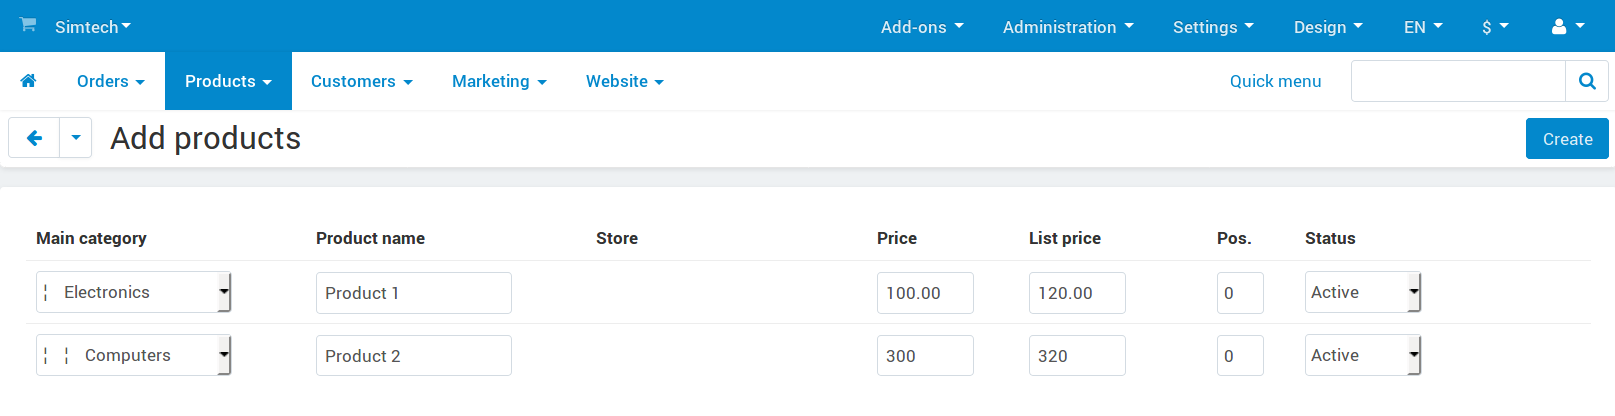 Simtech Add-ons Administration Settings Design EN $
Orders Products Customers Marketing Website Quick menu
Add products Create
Main category Product name Store Price List price Pos. Status
¦ Electronics Product 1 100.00 120.00 0 Active
¦ ¦ Computers Product 2 300 320 0 Active